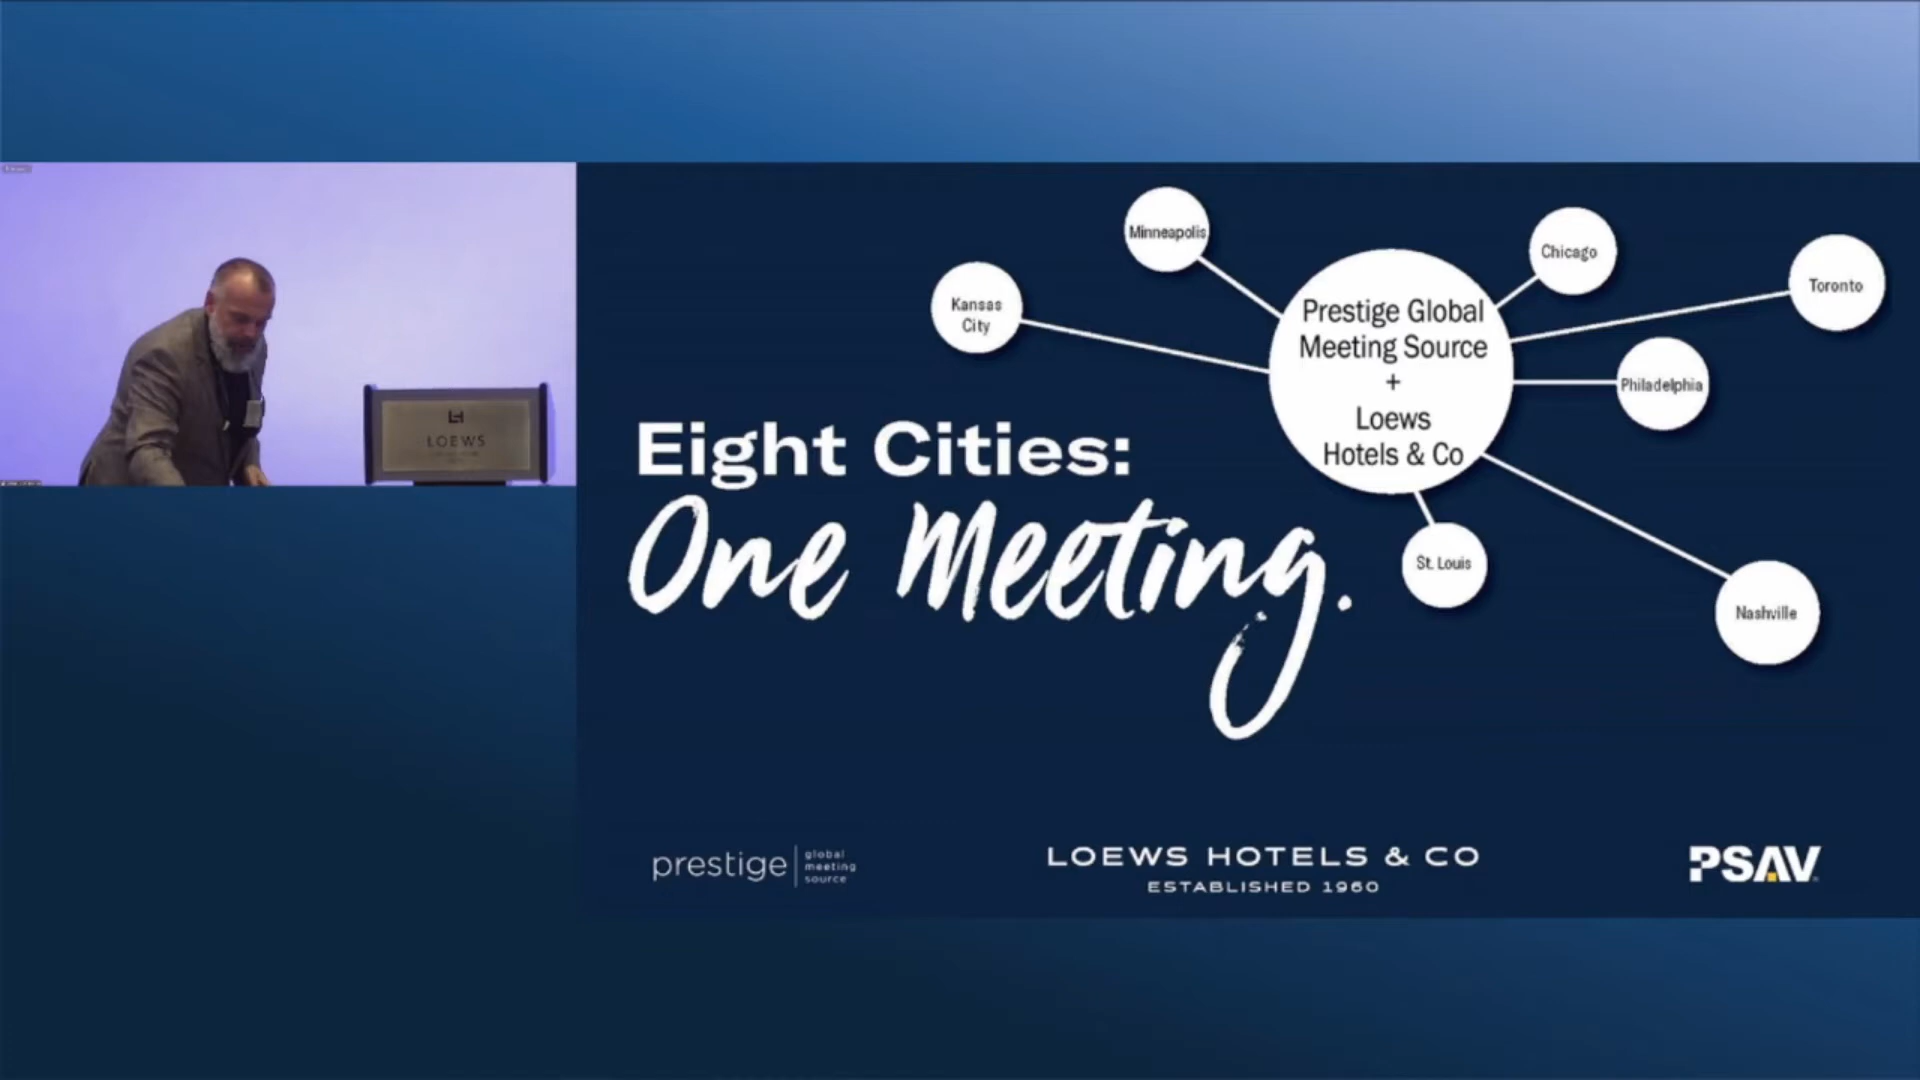 LOEWS
Minneapolis
Chicago
Toronto
Kansas
City
Philadelphia
Prestige Global
Meeting Source
+
Loews
Hotels & Co
St. Louis
Nashville
Eight Cities:
One Meeting.
prestige
global
meeting
source
LOEWS HOTELS & CO
ESTABLISHED 1960
PSAV